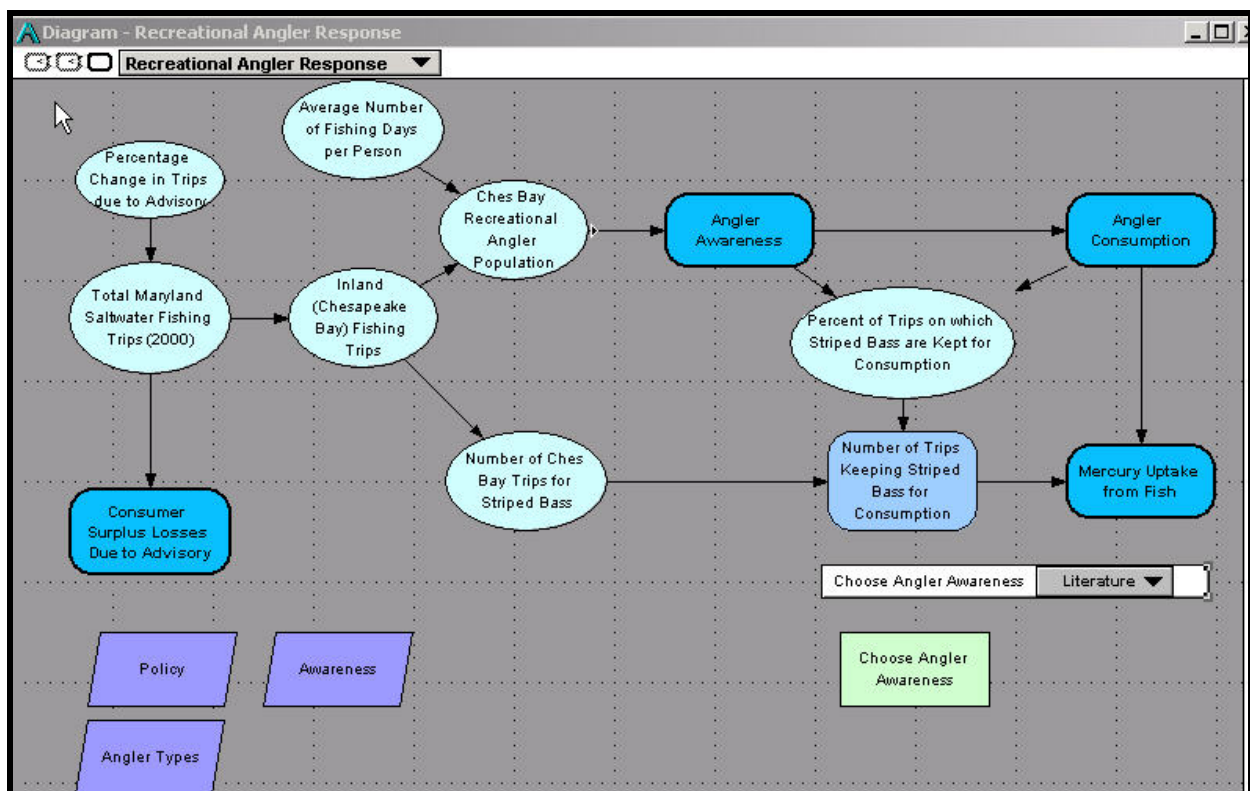 Diagram - Recreational Angler Response
Recreational Angler Response
Average Number
of Fishing Days
per Person
Percentage
Change in Trips
due to Advisory
Ches Bay
Recreational
Angler
Population
Angler
Awareness
Angler
Consumption
Total Maryland
Saltwater Fishing
Trips (2000)
Inland
(Chesapeake
Bay) Fishing
Trips
Percent of Trips on which
Striped Bass are Kept for
Consumption
Number of Ches
Bay Trips for
Striped Bass
Number of Trips
Keeping Striped
Bass for
Consumption
Mercury Uptake
from Fish
Consumer
Surplus Losses
Due to Advisory
Choose Angler Awareness Literature
Policy
Awareness
Choose Angler
Awareness
Angler Types